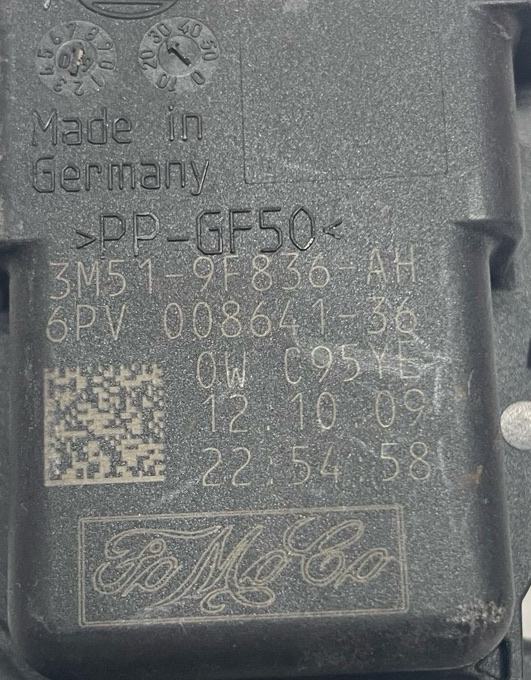 Made in
Germany
>PP-GF50<
3M51-9F836-AH
6PV 008641-36
0W C95YE
12.10.09
22.54.58
FoMoCo